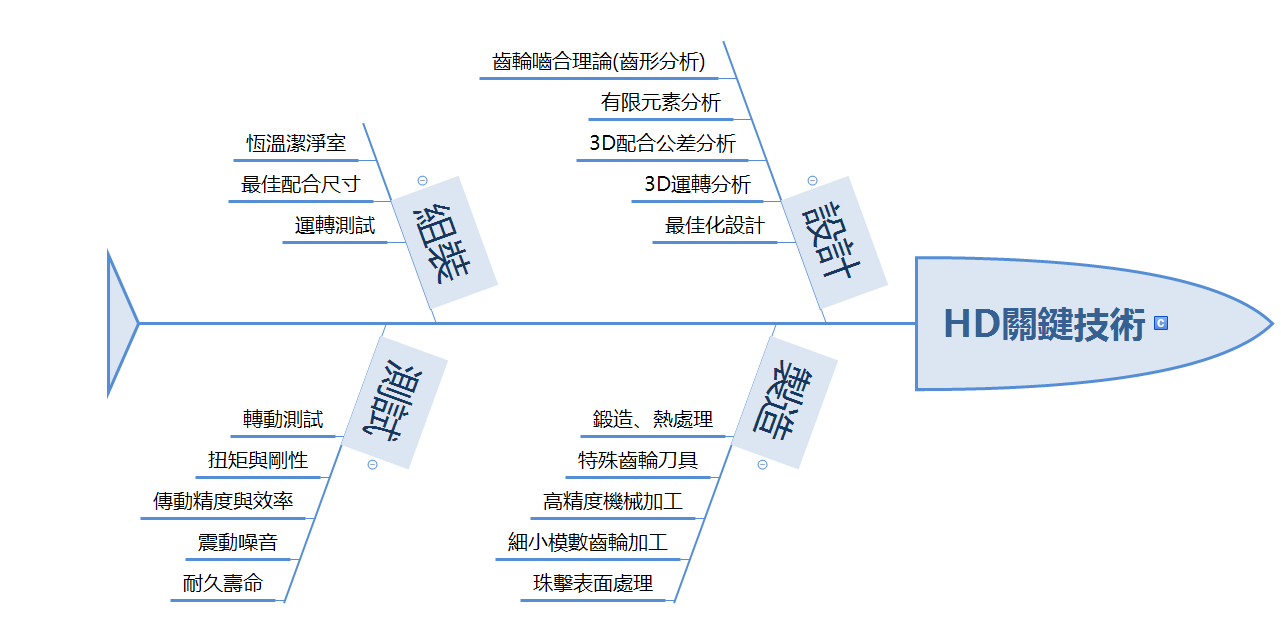 齒輪嚙合理論(齒形分析)
有限元素分析
3D配合公差分析
3D運轉分析
最佳化設計
設計
恆溫潔淨室
最佳配合尺寸
運轉測試
組裝
HD關鍵技術
C
測試
轉動測試
扭矩與剛性
傳動精度與效率
震動噪音
耐久壽命
製造
鍛造、熱處理
特殊齒輪刀具
高精度機械加工
細小模數齒輪加工
珠擊表面處理